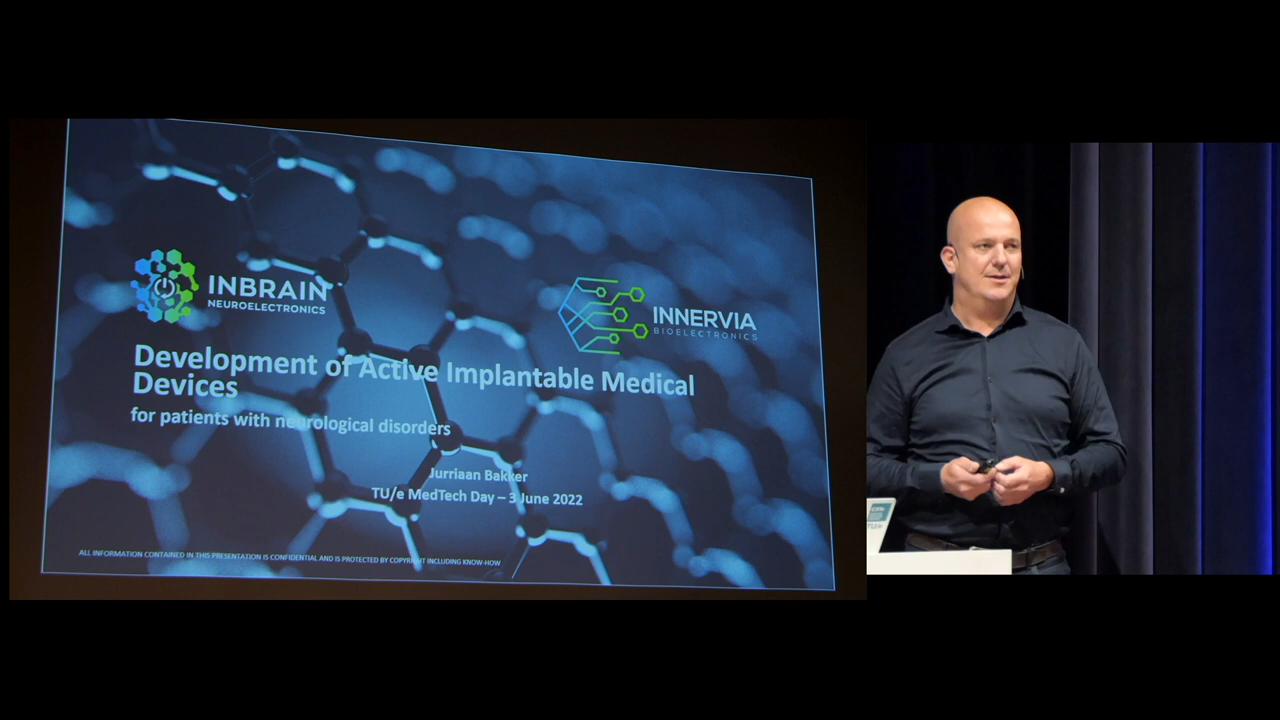 INBRAIN
NEUROELECTRONICS
INNERVIA
BIOELECTRONICS
Development of Active Implantable Medical
Devices
for patients with neurological disorders
Jurriaan Bakker
TU/e MedTech Day – 3 June 2022
ALL INFORMATION CONTAINED IN THIS PRESENTATION IS CONFIDENTIAL AND IS PROTECTED BY COPYRIGHT INCLUDING KNOW-HOW